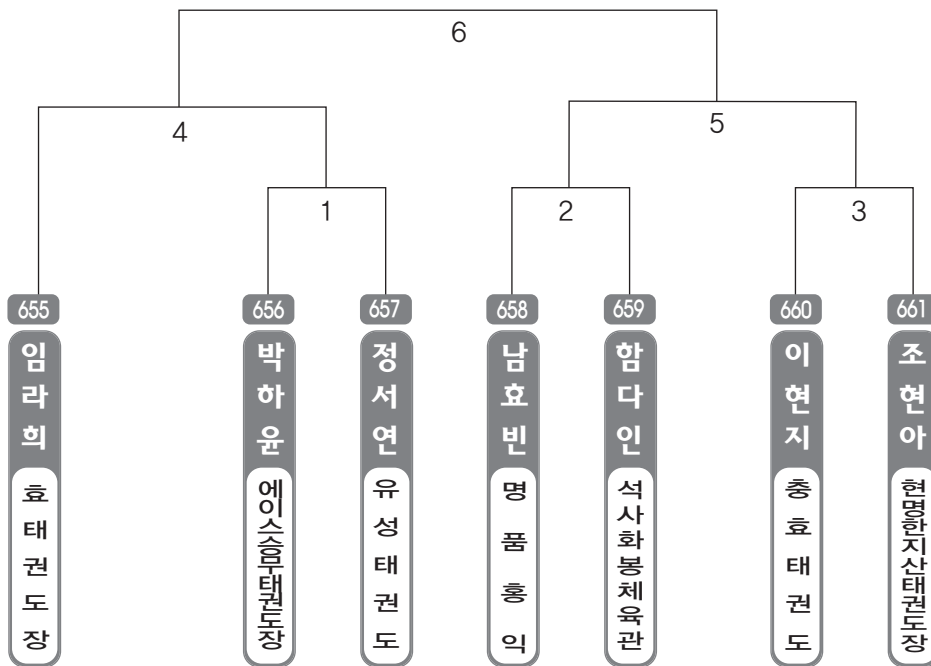 6
4
5
1
2
3
655
656
657
658
659
660
661
임라희
박하윤
정서연
남효빈
함다인
이현지
조현아
효태권도장
에이스승무태권도장
유성태권도
명품홍익
석사화봉체육관
충효태권도
현명한지산태권도장